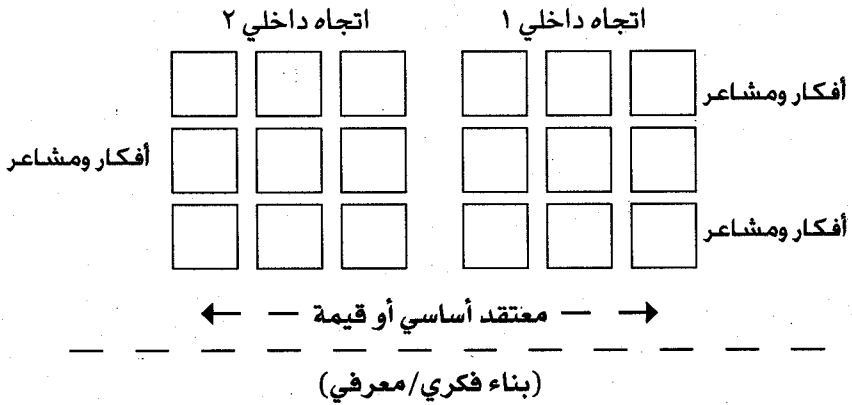 اتجاه داخلي ١
اتجاه داخلي ٢
أفكار ومشاعر
أفكار ومشاعر
أفكار ومشاعر
معتقد أساسي أو قيمة
(بناء فكري/معرفي)